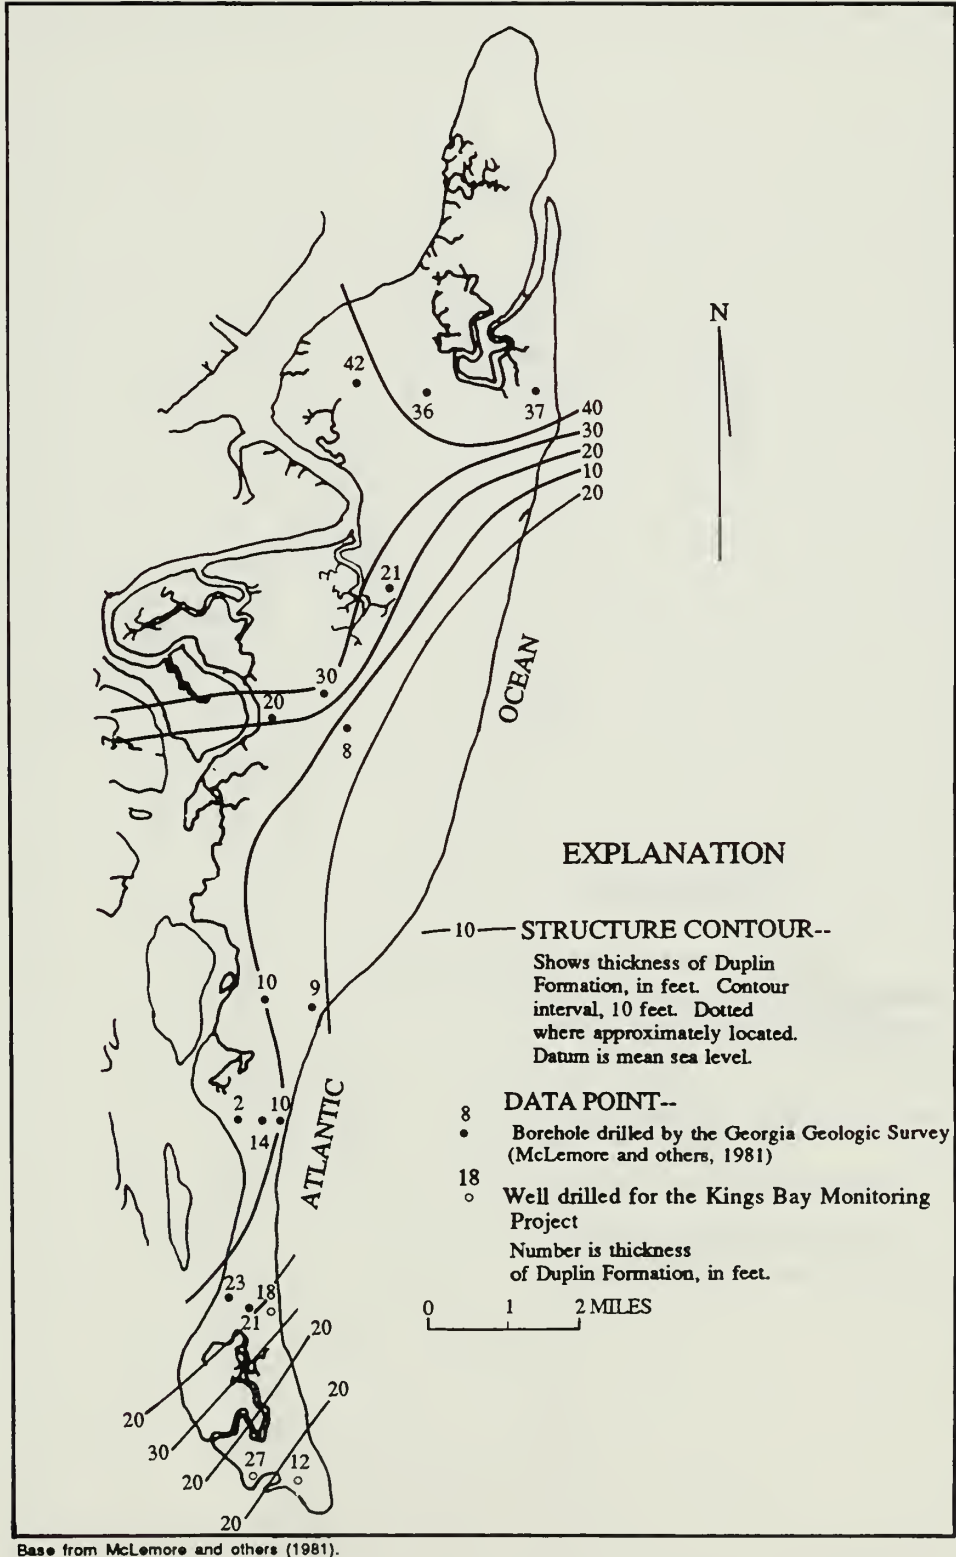 N
42
36
37
40
30
20
10
20
21
30
20
8
OCEAN
EXPLANATION
10 STRUCTURE CONTOUR--
Shows thickness of Duplin
Formation, in feet. Contour
interval, 10 feet. Dotted
where approximately located.
Datum is mean sea level.
10
9
2
10
14
ATLANTIC
8 DATA POINT--
Borehole drilled by the Georgia Geologic Survey
(McLemore and others, 1981)
18
Well drilled for the Kings Bay Monitoring
Project
Number is thickness
of Duplin Formation, in feet.
0 1 2 MILES
23
18
21
20
20
20
30
27
12
20
20
Base from McLemore and others (1981).